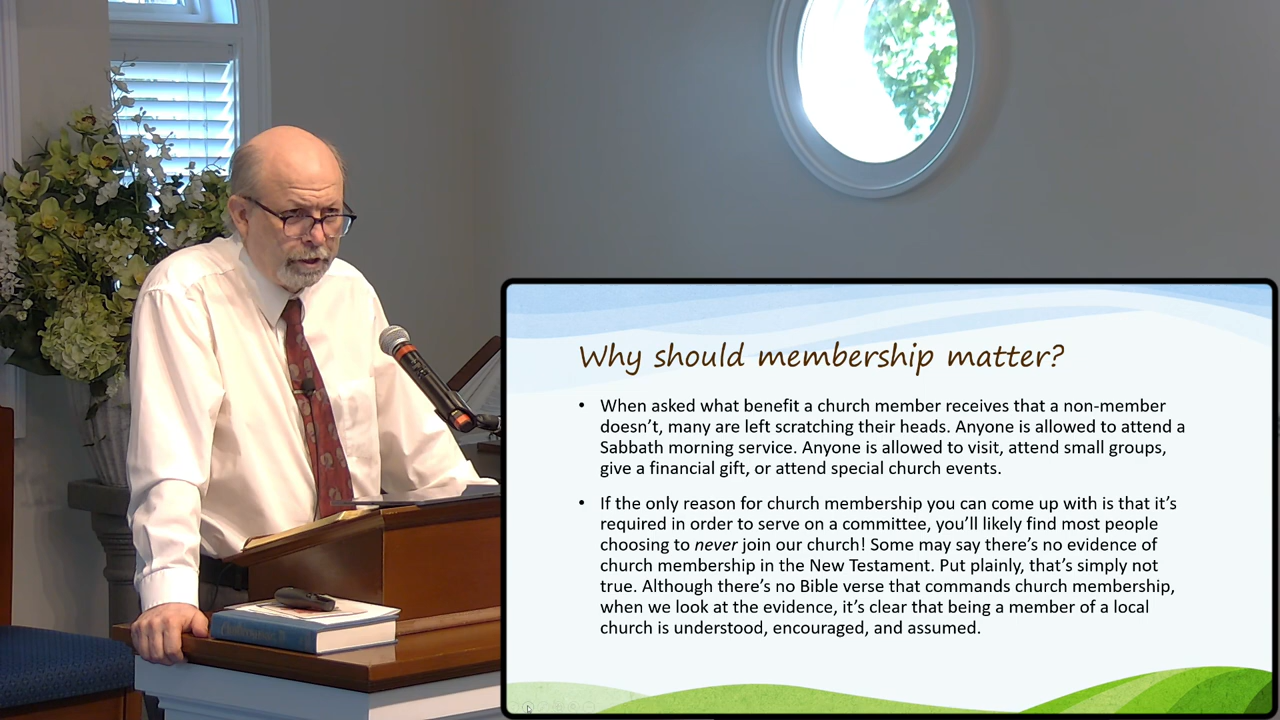 Why should membership matter?
• When asked what benefit a church member receives that a non-member
doesn't, many are left scratching their heads. Anyone is allowed to attend a
Sabbath morning service. Anyone is allowed to visit, attend small groups,
give a financial gift, or attend special church events.
• If the only reason for church membership you can come up with is that it's
required in order to serve on a committee, you'll likely find most people
choosing to never join our church! Some may say there's no evidence of
church membership in the New Testament. Put plainly, that's simply not
true. Although there's no Bible verse that commands church membership,
when we look at the evidence, it's clear that being a member of a local
church is understood, encouraged, and assumed.